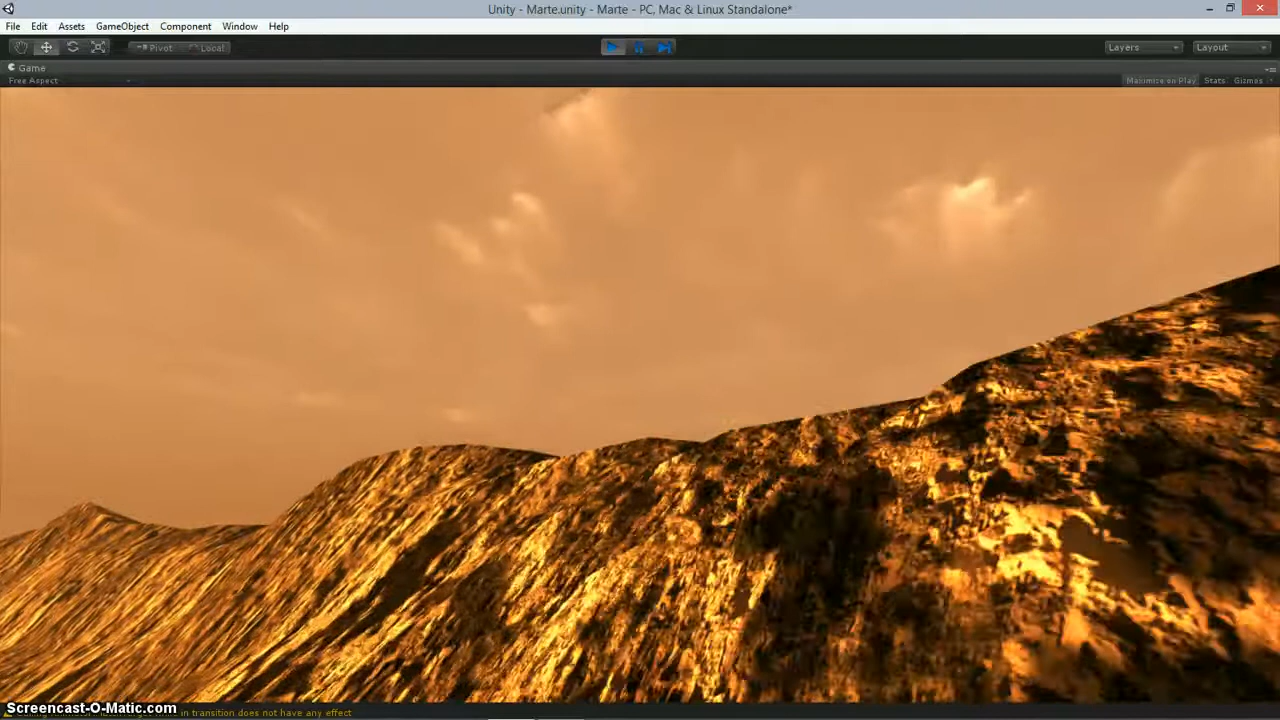 Unity - Marte.unity - Marte - PC, Mac & Linux Standalone*
File Edit Assets GameObject Component Window Help
Pivot Local Layers Layout
Game
Free Aspect Maximize on Play Stats Gizmos
Screencast-O-Matic.com
in transition does not have any effect